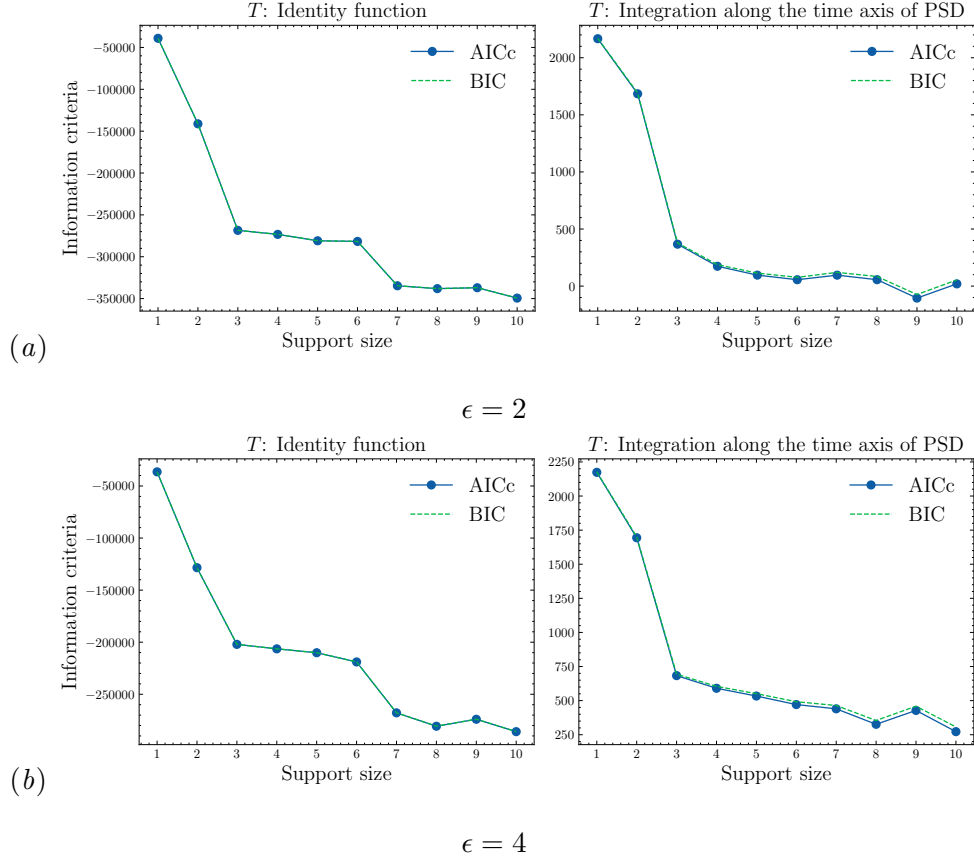 T: Identity function
AICc
BIC
Information criteria
−50000
−100000
−150000
−200000
−250000
−300000
−350000
1 2 3 4 5 6 7 8 9 10
Support size
T: Integration along the time axis of PSD
AICc
BIC
2000
1500
1000
500
0
1 2 3 4 5 6 7 8 9 10
Support size
(a)
ϵ = 2
T: Identity function
AICc
BIC
Information criteria
−50000
−100000
−150000
−200000
−250000
1 2 3 4 5 6 7 8 9 10
Support size
T: Integration along the time axis of PSD
AICc
BIC
2250
2000
1750
1500
1250
1000
750
500
250
1 2 3 4 5 6 7 8 9 10
Support size
(b)
ϵ = 4